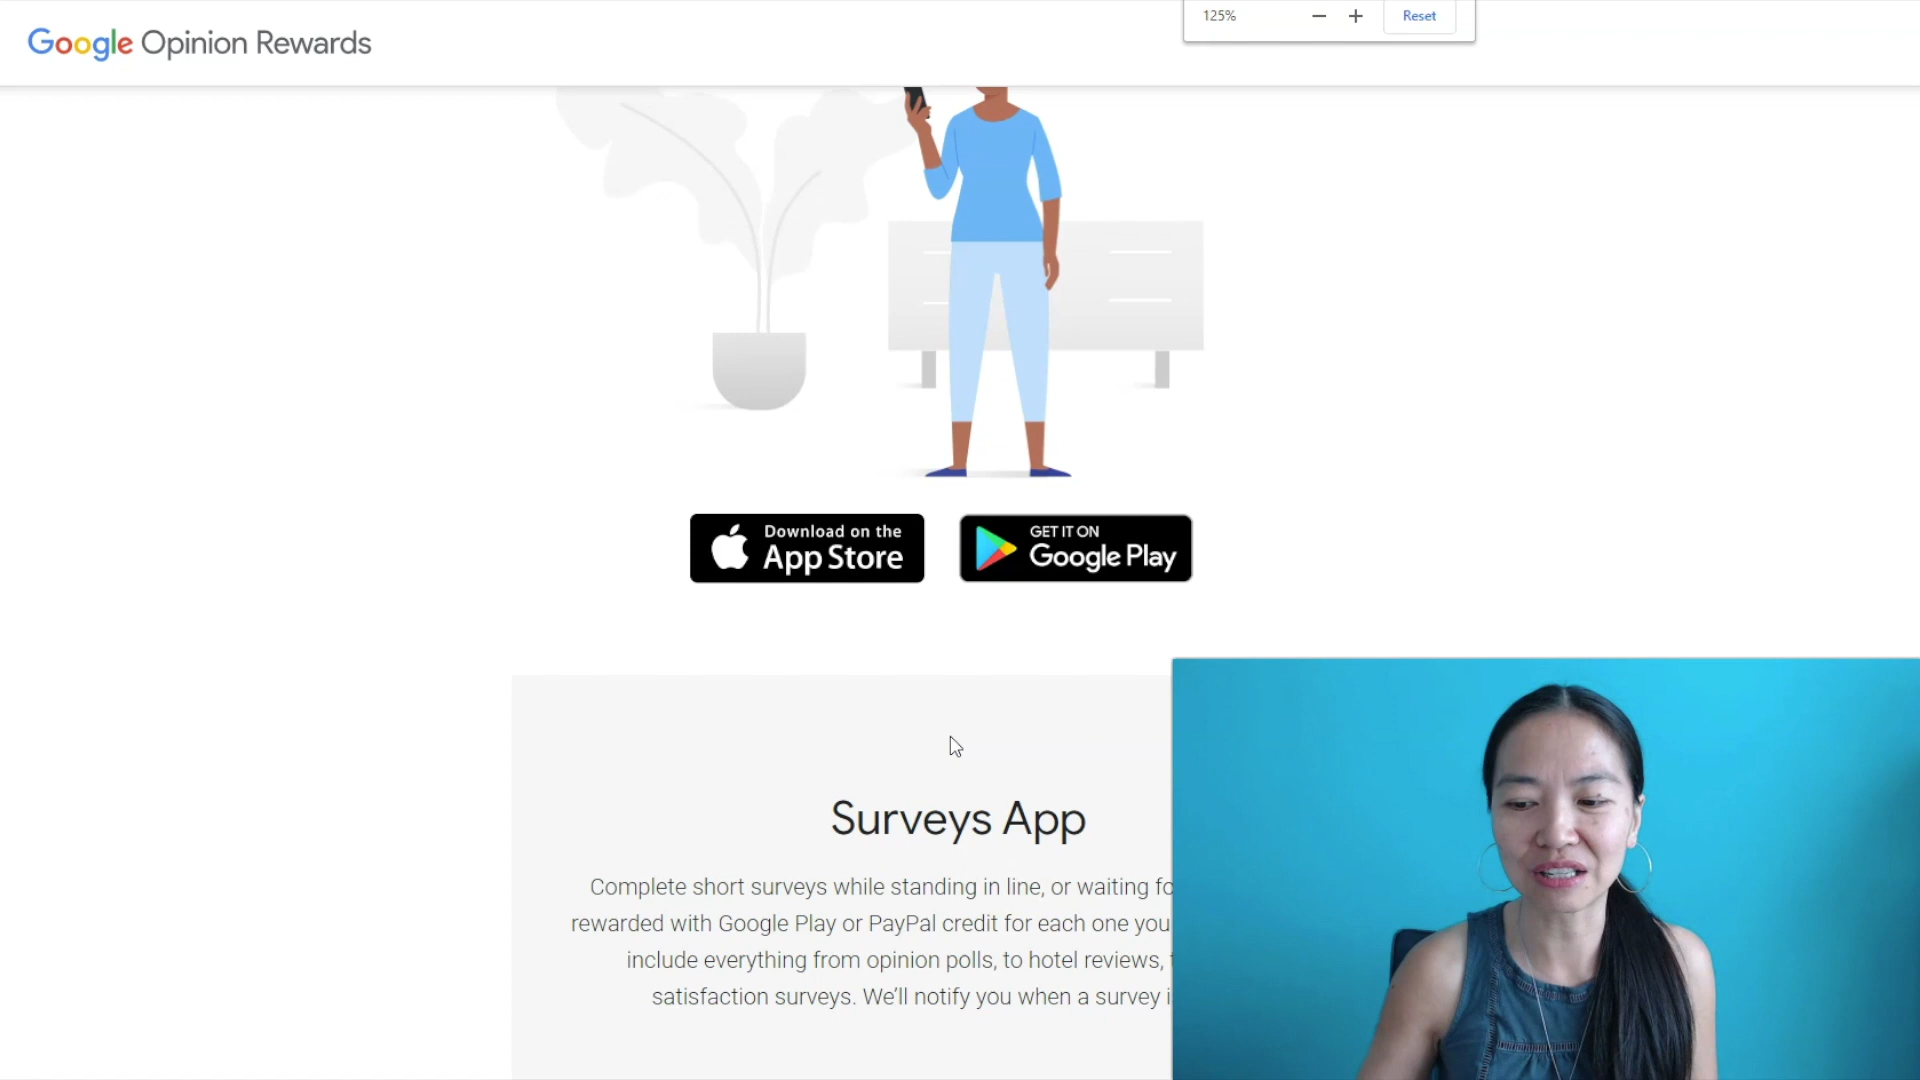 125%
Reset
Google Opinion Rewards
Download on the
App Store
GET IT ON
Google Play
Surveys App
Complete short surveys while standing in line, or waiting fo
rewarded with Google Play or PayPal credit for each one you
include everything from opinion polls, to hotel reviews,
satisfaction surveys. We'll notify you when a survey i